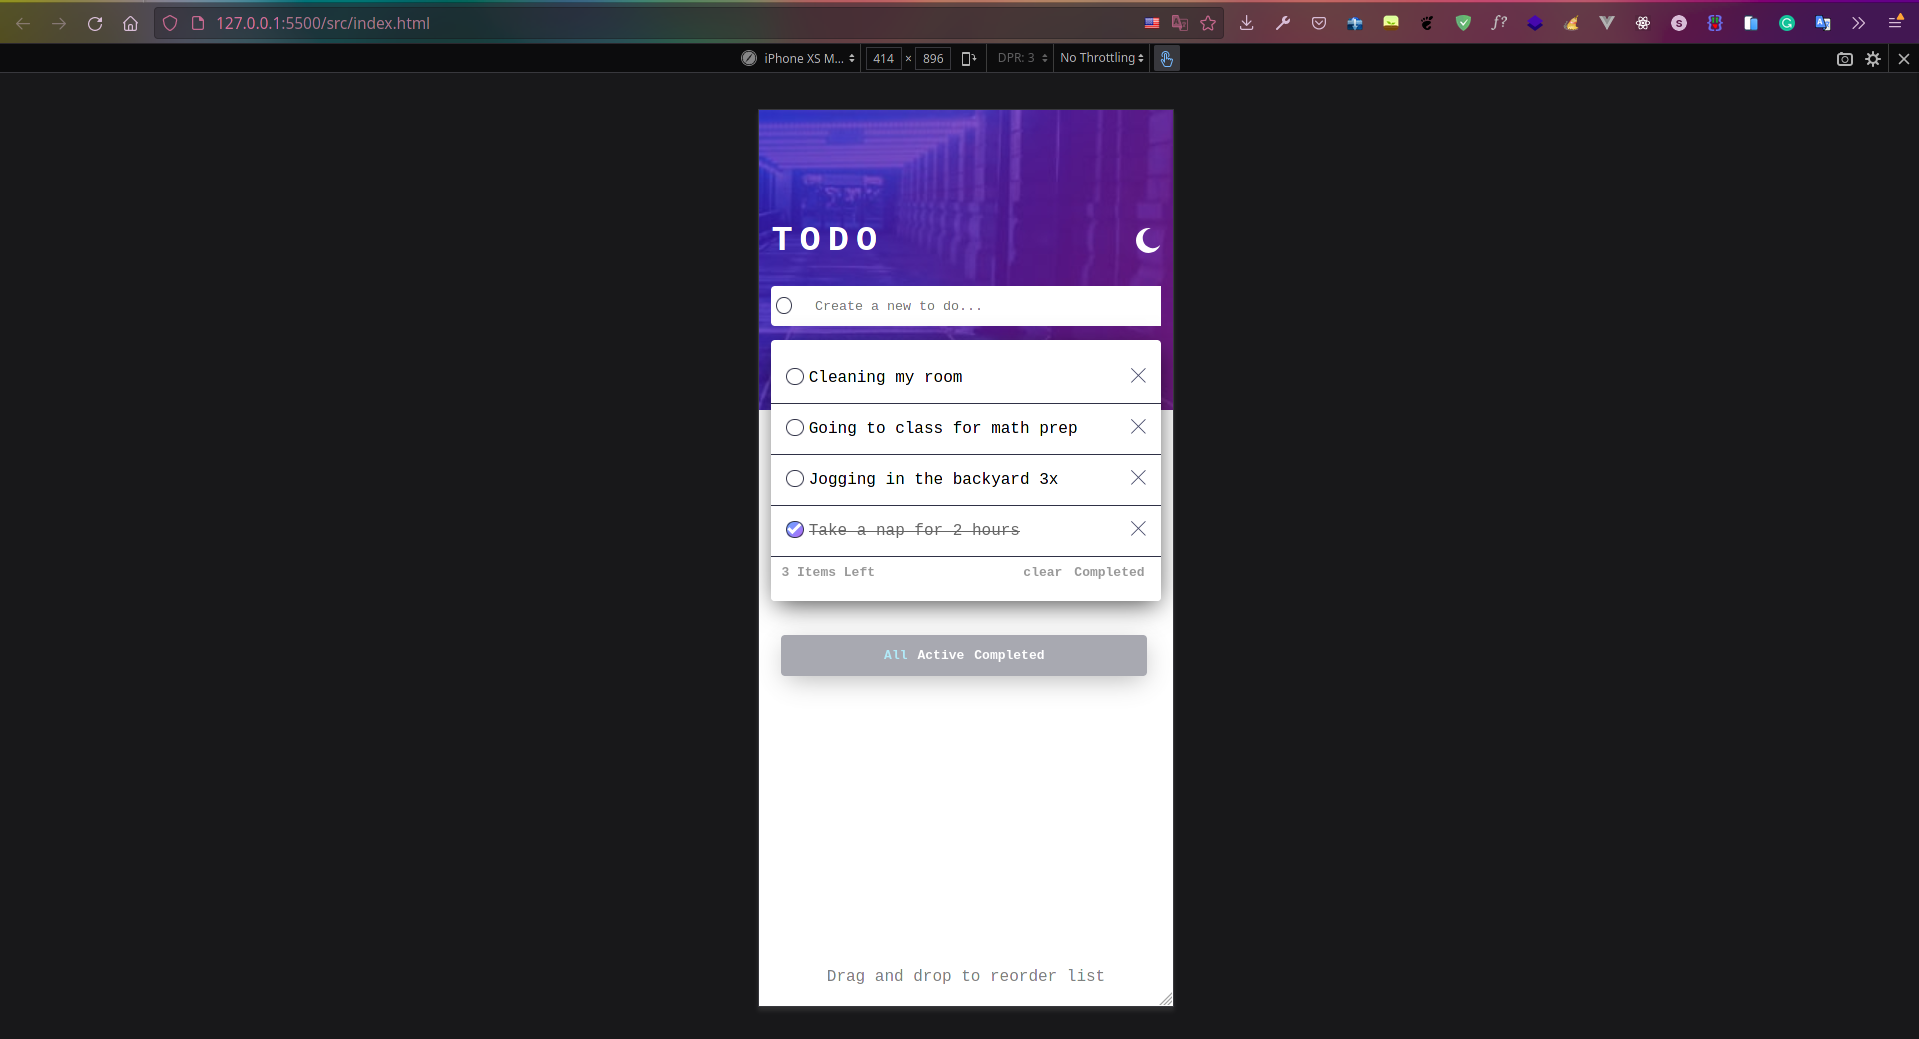 127.0.0.1:5500/src/index.html
iPhone XS M... 414 × 896 DPR: 3 No Throttling
TODO
Create a new to do...
Cleaning my room
Going to class for math prep
Jogging in the backyard 3x
Take a nap for 2 hours
3 Items Left clear Completed
All Active Completed
Drag and drop to reorder list